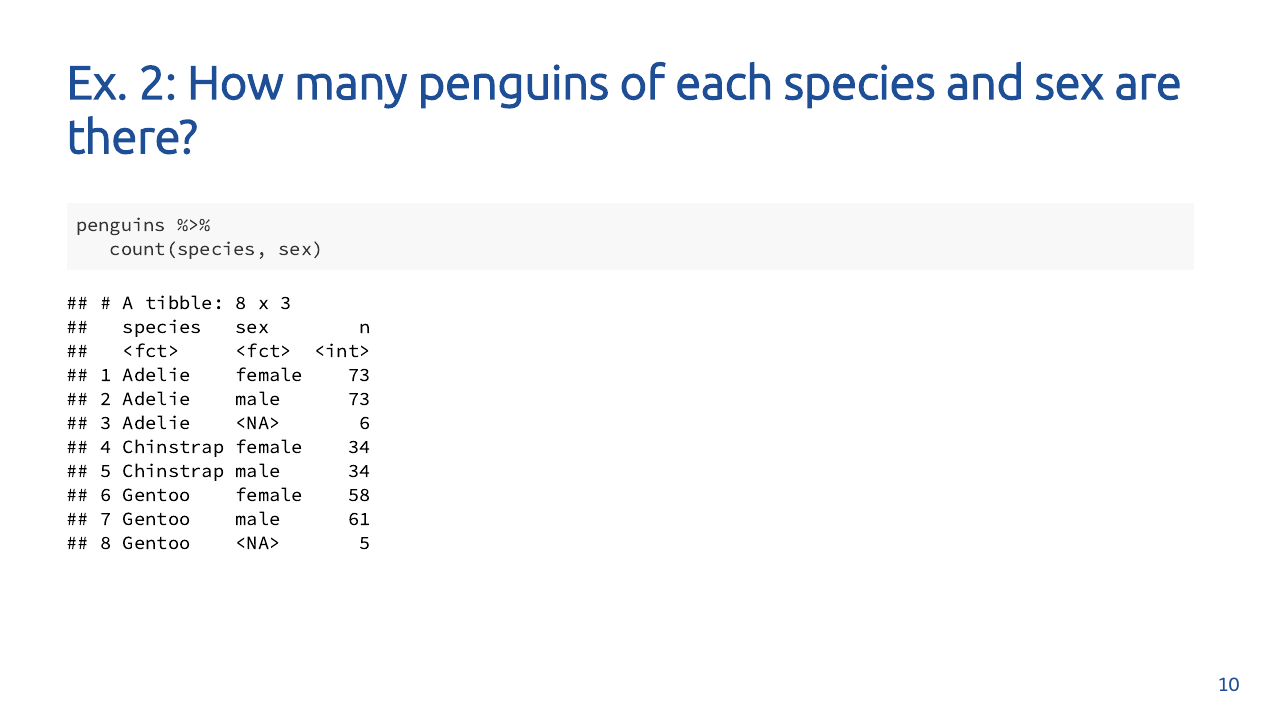 Ex. 2: How many penguins of each species and sex are
there?
penguins %>%
   count(species, sex)
## # A tibble: 8 x 3
##   species   sex        n
##   <fct>     <fct>  <int>
## 1 Adelie    female    73
## 2 Adelie    male      73
## 3 Adelie    <NA>       6
## 4 Chinstrap female    34
## 5 Chinstrap male      34
## 6 Gentoo    female    58
## 7 Gentoo    male      61
## 8 Gentoo    <NA>       5
10